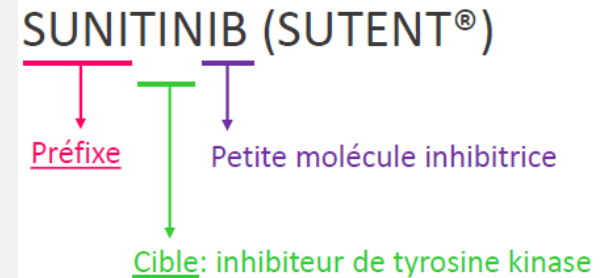 SUNITINIB (SUTENT®)
Préfixe
Petite molécule inhibitrice
Cible: inhibiteur de tyrosine kinase